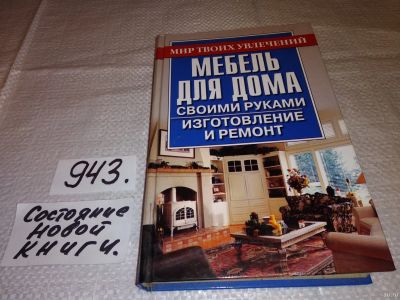 МИР ТВОИХ УВЛЕЧЕНИЙ
МЕБЕЛЬ
ДЛЯ ДОМА
СВОИМИ РУКАМИ
ИЗГОТОВЛЕНИЕ
И РЕМОНТ
943.
Состояние
новой
книги.